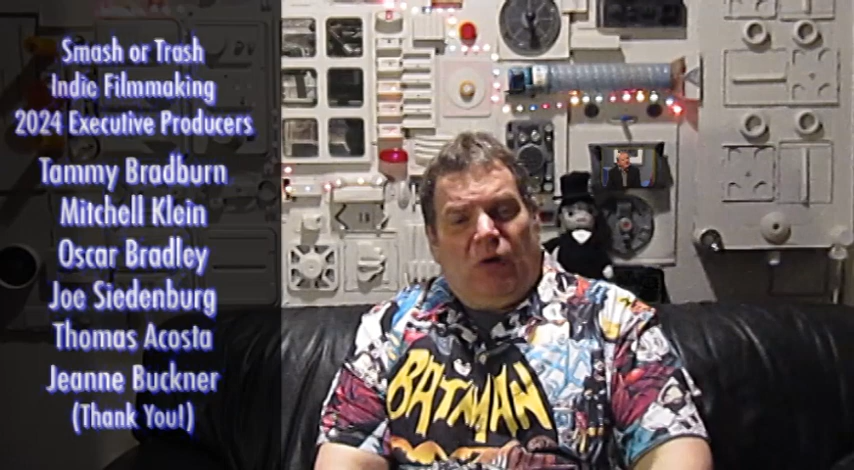 Smash or Trash
Indie Filmmaking
2024 Executive Producers
Tammy Bradburn
Mitchell Klein
Oscar Bradley
Joe Siedenburg
Thomas Acosta
Jeanne Buckner
(Thank You!)
BATMAN